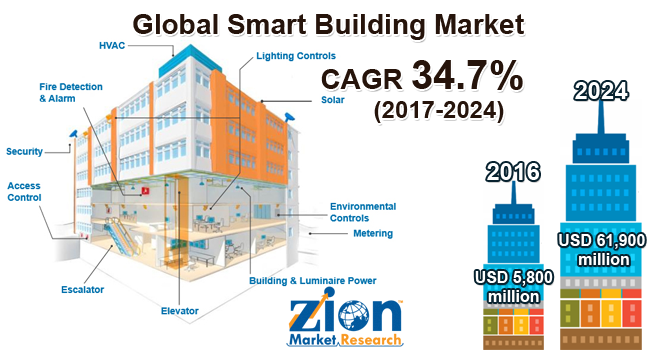 Global Smart Building Market
HVAC
Lighting Controls
CAGR 34.7%
(2017-2024)
Fire Detection
& Alarm
Solar
2024
Security
2016
Access
Control
Environmental
Controls
Metering
USD 61,900
million
USD 5,800
million
Escalator
Elevator
Building & Luminaire Power
Zion
Market.Research
TM